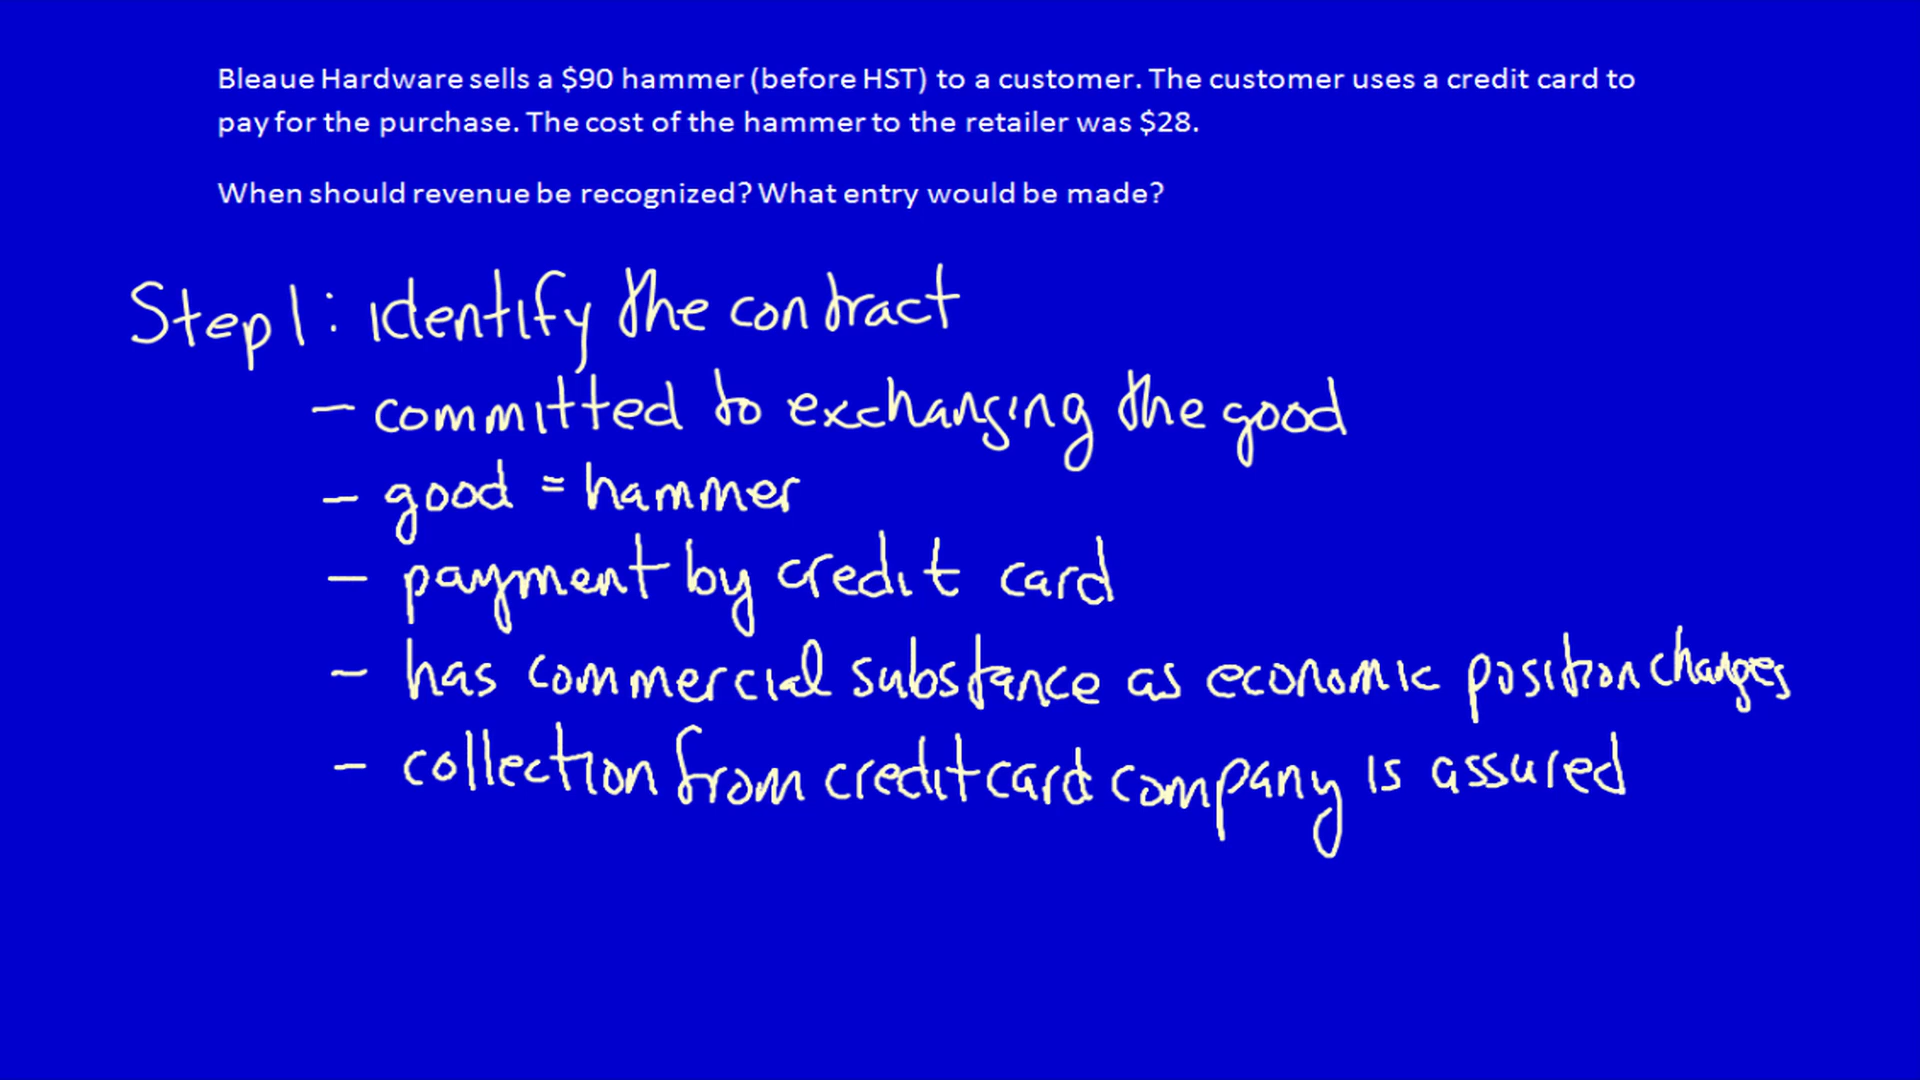 Bleaue Hardware sells a $90 hammer (before HST) to a customer. The customer uses a credit card to
pay for the purchase. The cost of the hammer to the retailer was $28.
When should revenue be recognized? What entry would be made?
Step 1: identify the contract
- committed to exchanging the good
- good = hammer
- payment by credit card
- has commercial substance as economic position changes
- collection from credit card company is assured